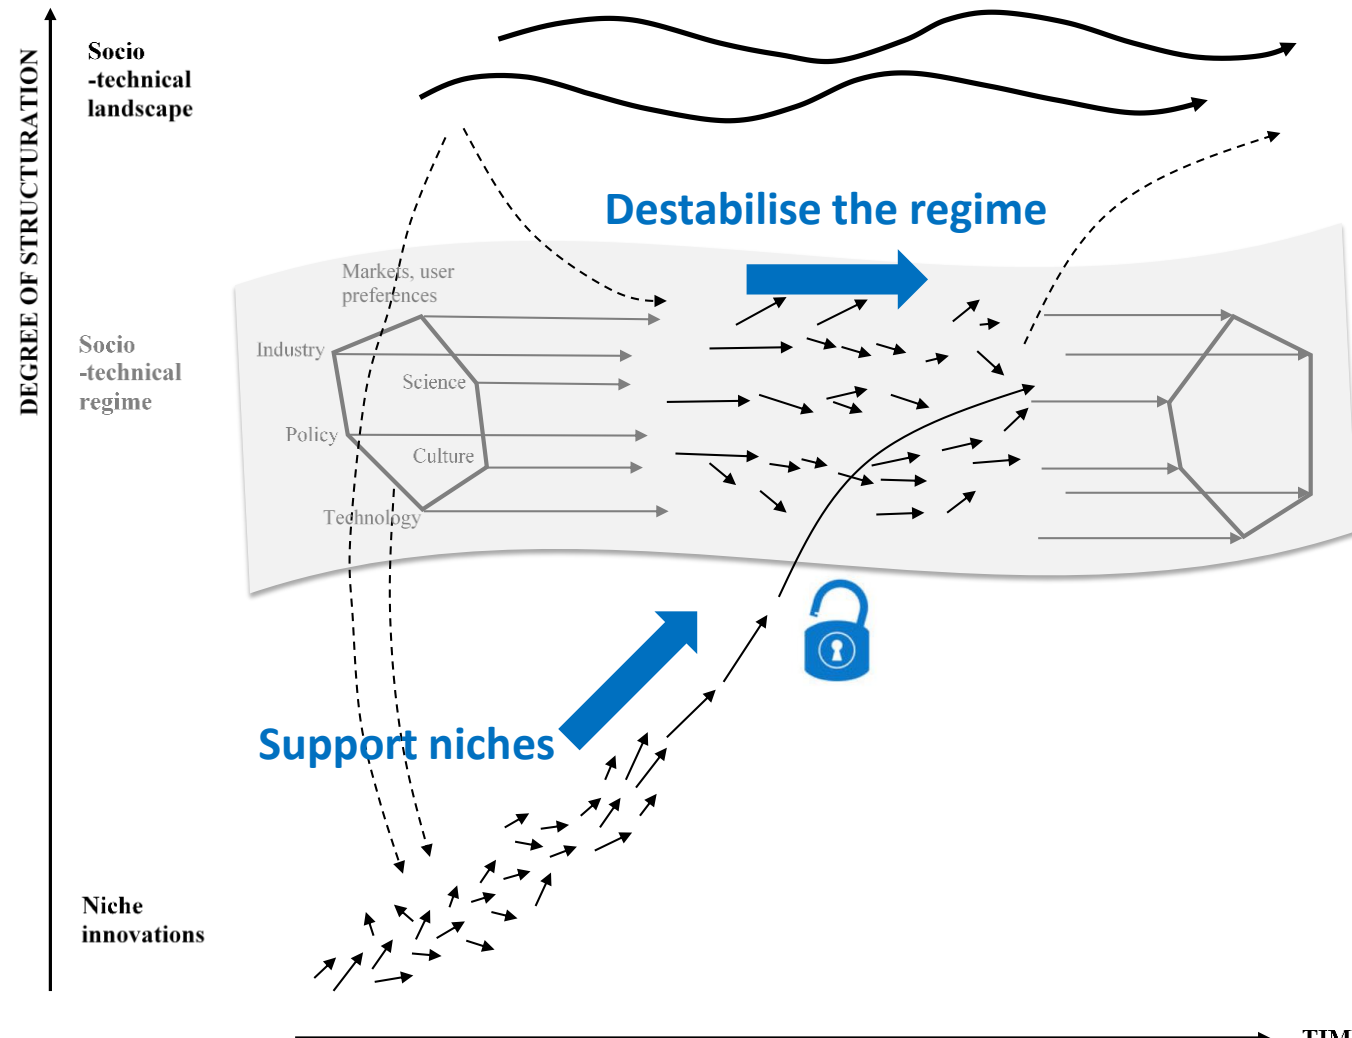 DEGREE OF STRUCTURATION
Socio
-technical
landscape
Destabilise the regime
Markets, user
preferences
Industry
Science
Socio
-technical
regime
Policy
Culture
Technology
Support niches
Niche
innovations
TIM